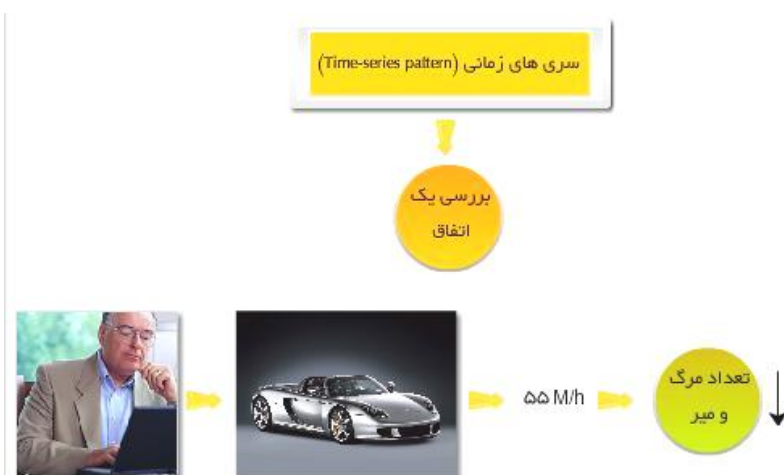 سری های زمانی (Time-series pattern)
بررسی یک
اتفاق
۵۵ M/h
تعداد مرگ
و میر